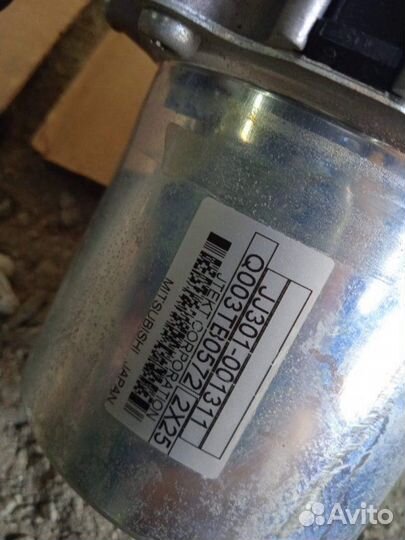 JJ301-001311
Q003TE0572 2X25
JTEKT CORPORATION
MITSUBISHI JAPAN
Avito